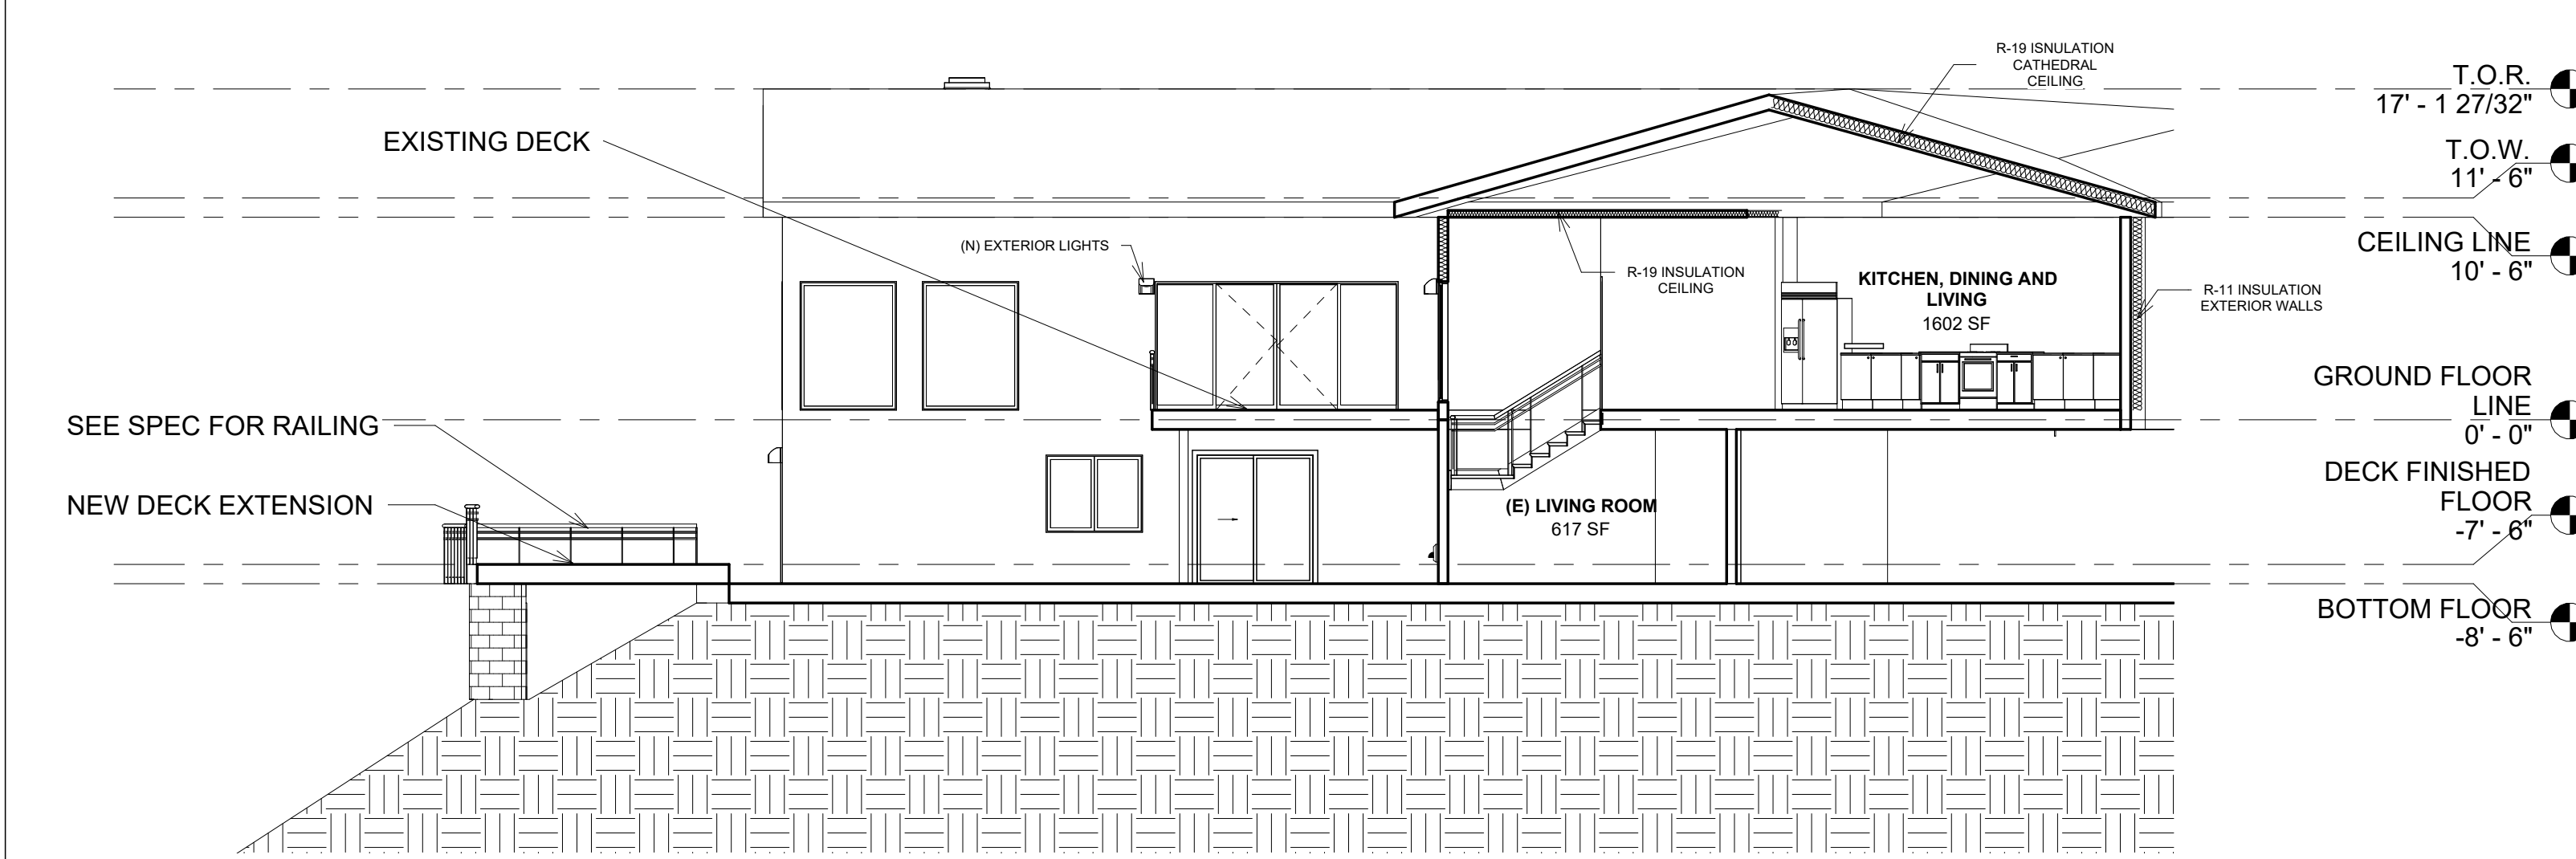 R-19 ISNULATION
CATHEDRAL
CEILING
T.O.R.
17' - 1 27/32"
EXISTING DECK
T.O.W.
11' - 6"
(N) EXTERIOR LIGHTS
CEILING LINE
10' - 6"
R-19 INSULATION
CEILING
KITCHEN, DINING AND
LIVING
1602 SF
R-11 INSULATION
EXTERIOR WALLS
GROUND FLOOR
LINE
0' - 0"
SEE SPEC FOR RAILING
DECK FINISHED
FLOOR
-7' - 6"
NEW DECK EXTENSION
(E) LIVING ROOM
617 SF
BOTTOM FLOOR
-8' - 6"